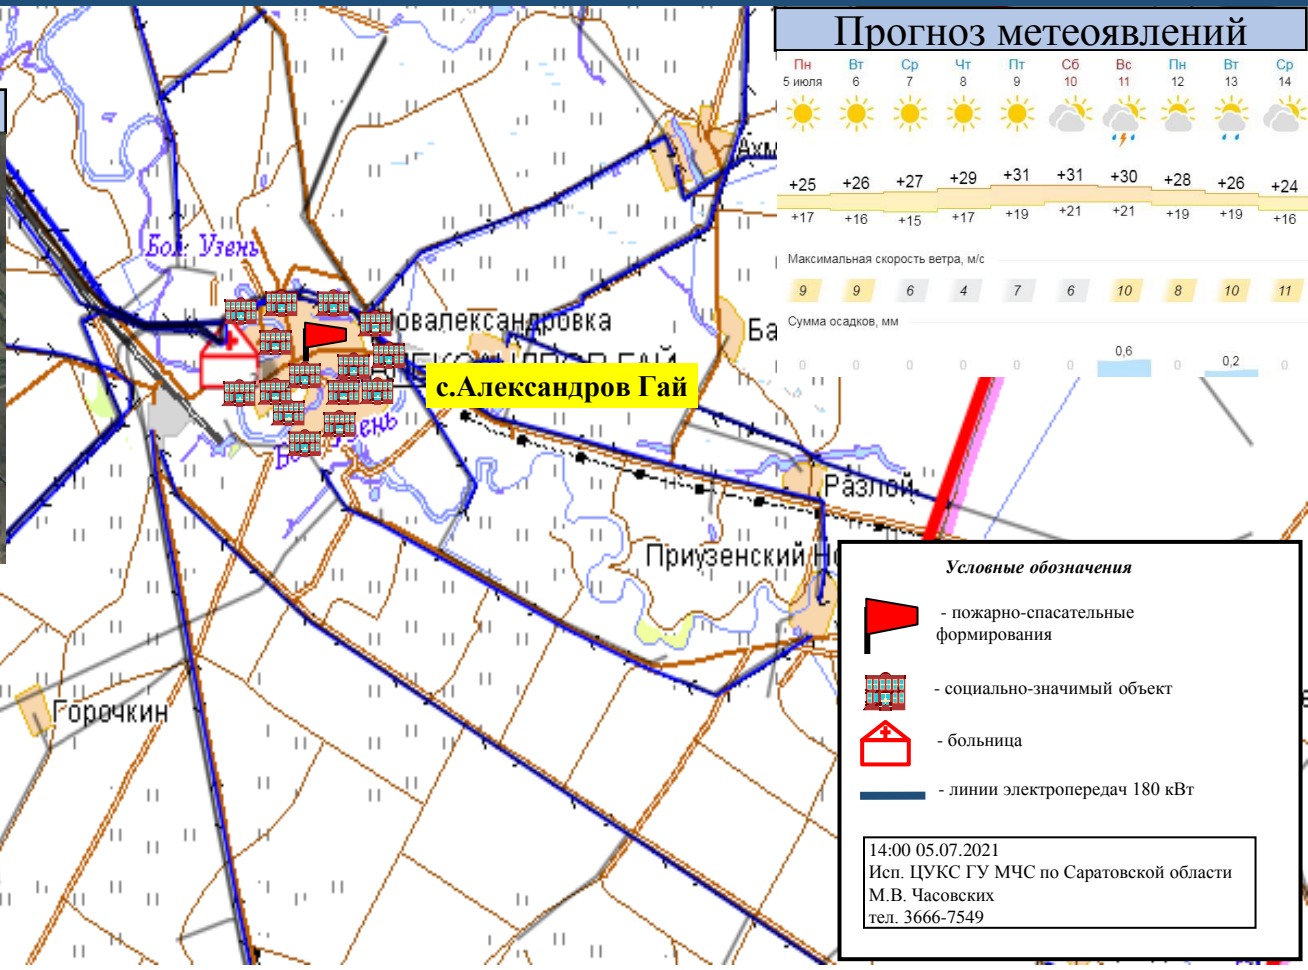 Прогноз метеоявлений
Пн Вт Ср Чт Пт Сб Вс Пн Вт Ср
5 июля 6 7 8 9 10 11 12 13 14
+25 +26 +27 +29 +31 +31 +30 +28 +26 +24
+17 +16 +15 +17 +19 +21 +21 +19 +19 +16
Максимальная скорость ветра, м/с
9 9 6 4 7 6 10 8 10 11
Сумма осадков, мм
0 0 0 0 0 0 0,6 0 0,2 0
Бол. Узень
с.Александров Гай
Разлой
Приузенский
Горочкин
Условные обозначения
- пожарно-спасательные
формирования
- социально-значимый объект
- больница
- линии электропередач 180 кВт
14:00 05.07.2021
Исп. ЦУКС ГУ МЧС по Саратовской области
М.В. Часовских
тел. 3666-7549